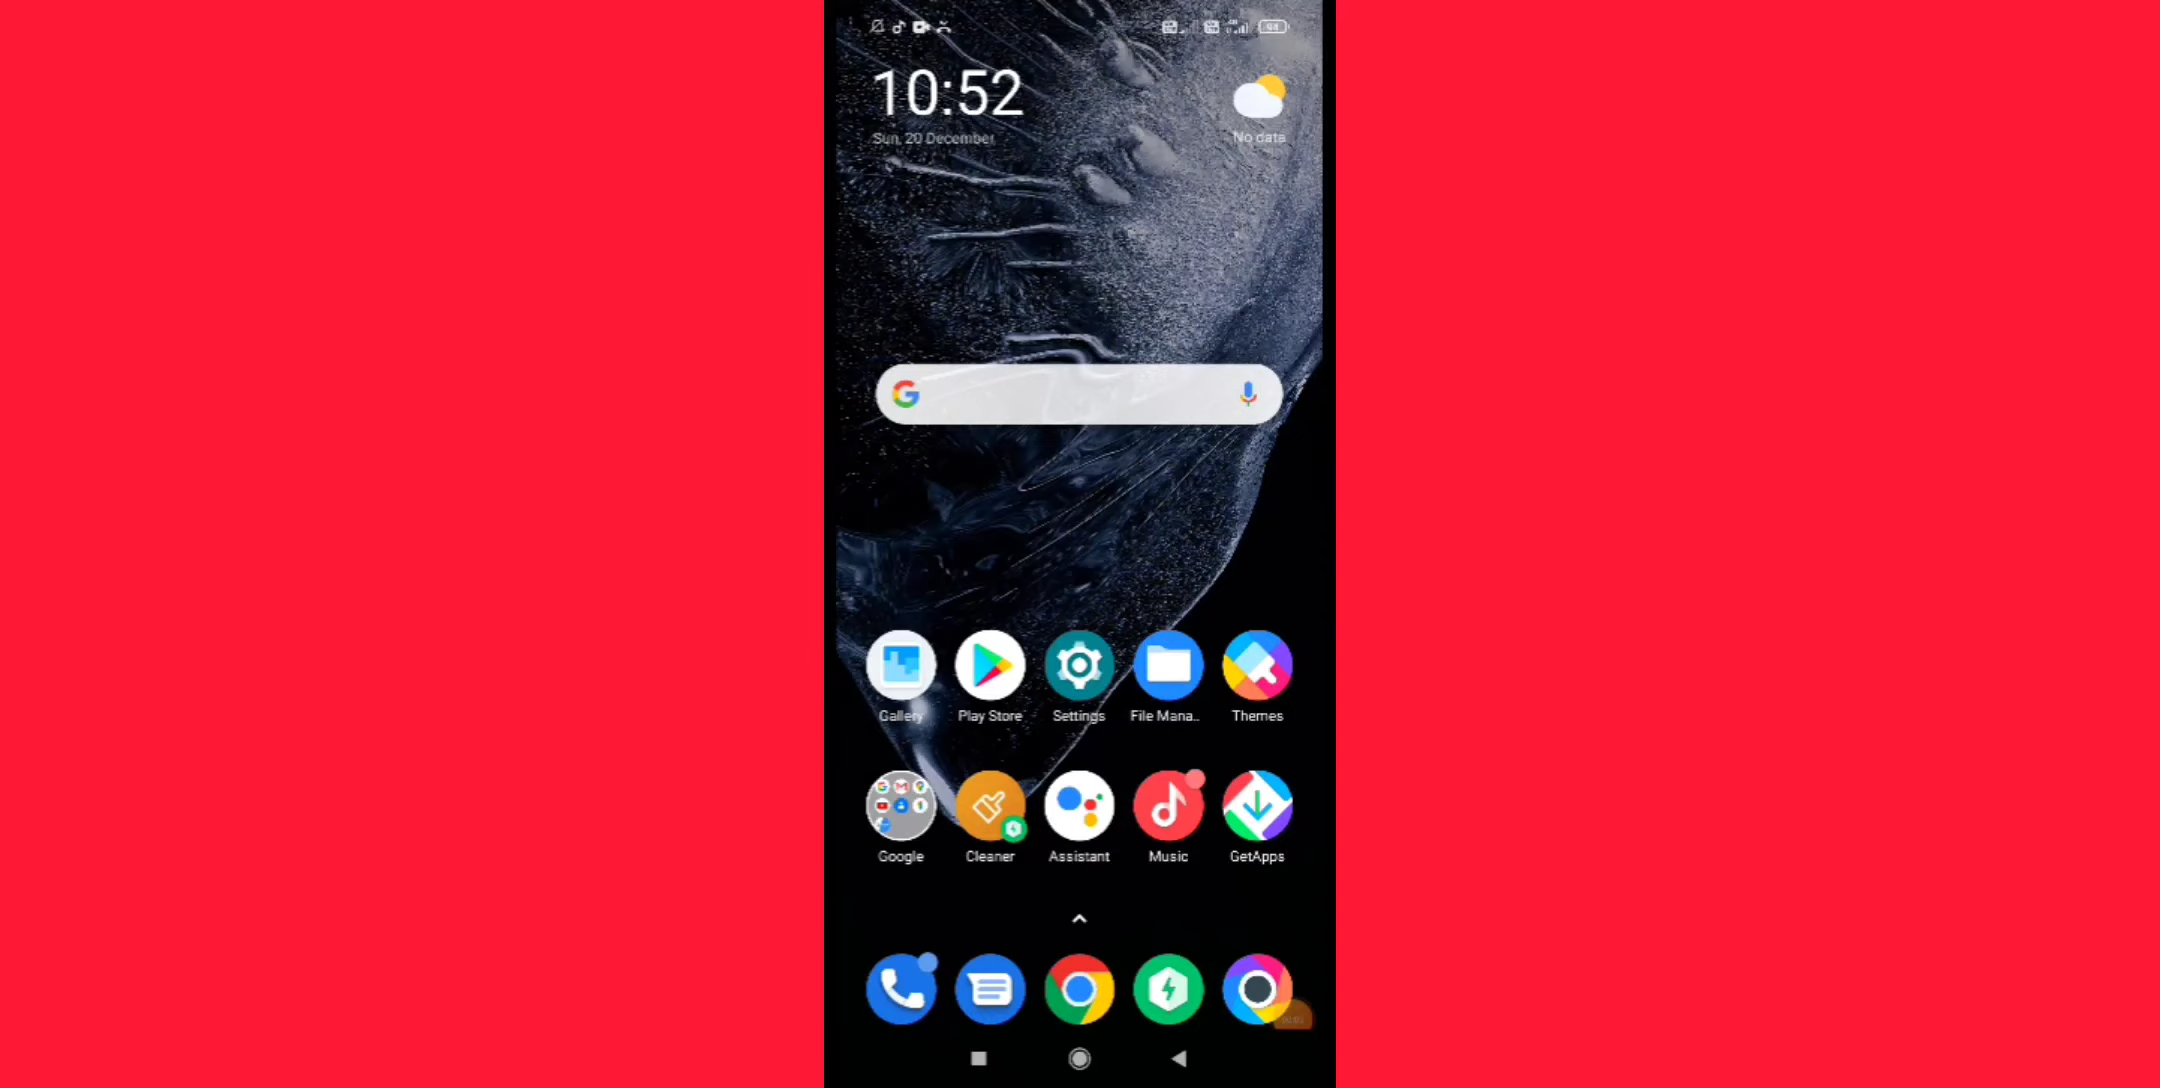 10:52
Sun, 20 December
No data
Gallery
Play Store
Settings
File Mana...
Themes
Google
Cleaner
Assistant
Music
GetApps